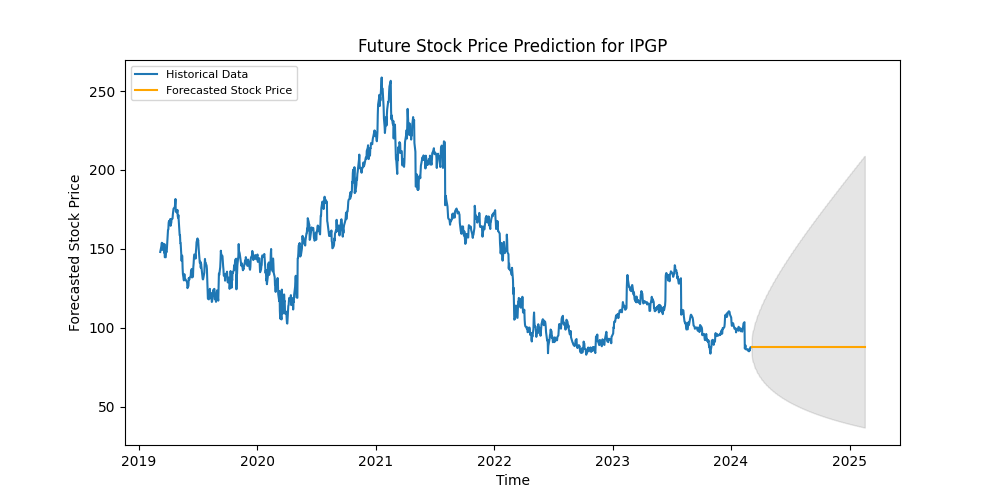 Future Stock Price Prediction for IPGP
Historical Data
Forecasted Stock Price
250
200
150
100
50
Forecasted Stock Price
2019 2020 2021 2022 2023 2024 2025
Time